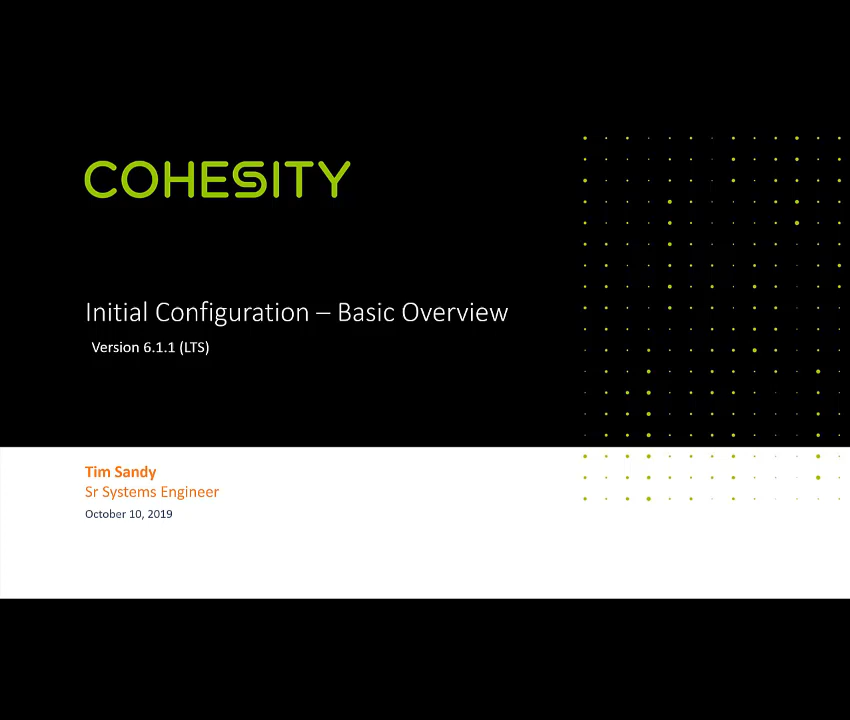 COHESITY
Initial Configuration – Basic Overview
Version 6.1.1 (LTS)
Tim Sandy
Sr Systems Engineer
October 10, 2019